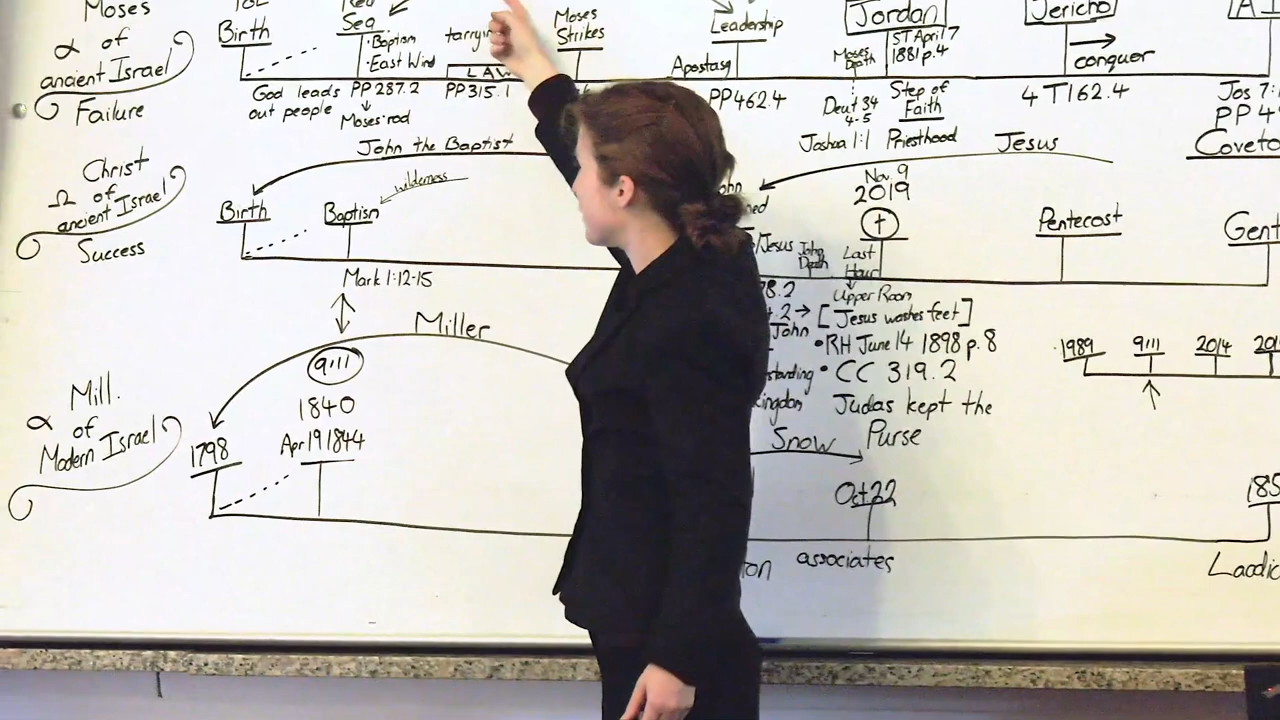 Moses
α of
ancient Israel
Failure
Birth
Red
Sea
•Baptism
•East Wind
God leads
out people
PP 287.2
Moses rod
LAW
PP 315.1
Moses
Strikes
Apostasy
Leadership
PP 462.4
Moses
Death
Deut 34
4-5
Joshua 1:1
Jordan
ST April 7
1881 p.4
Step of
Faith
Priesthood
Jericho
conquer
4T162.4
Jos 7:1
PP 4
Christ
Ω of
ancient Israel
Success
John the Baptist
Birth
Baptism
wilderness
Mark 1:12-15
Jesus
John
Death
Nov. 9
2019
Last
Hour
Pentecost
Upper Room
[Jesus washes feet]
John
•RH June 14 1898 p.8
•CC 319.2
Judas kept the
Purse
1989
9/11
2014
Mill.
α of
Modern Israel
Miller
1798
9/11
1840
Apr 19 1844
Snow
Oct 22
associates